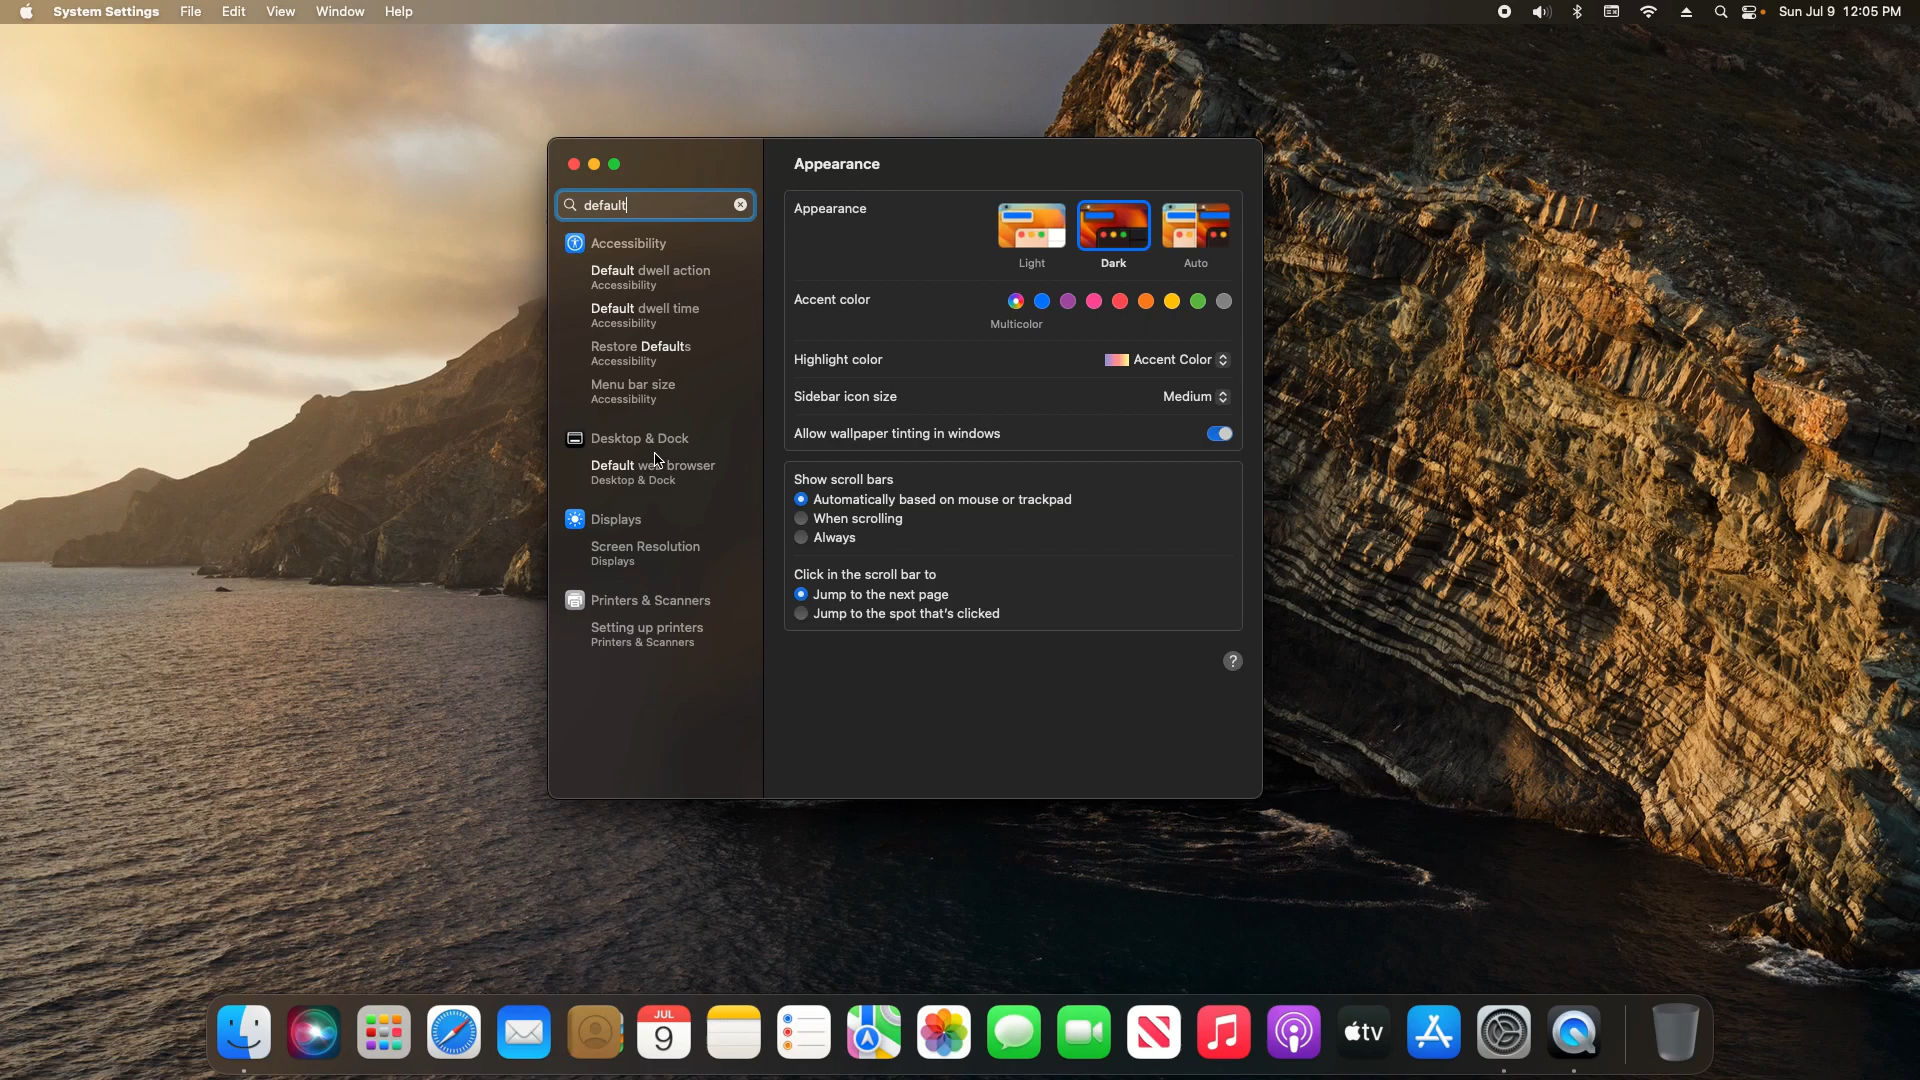 System Settings File Edit View Window Help
Sun Jul 9 12:05 PM
default
Accessibility
Default dwell action
Accessibility
Default dwell time
Accessibility
Restore Defaults
Accessibility
Menu bar size
Accessibility
Desktop & Dock
Default web browser
Desktop & Dock
Displays
Screen Resolution
Displays
Printers & Scanners
Setting up printers
Printers & Scanners
Appearance
Appearance
Light Dark Auto
Accent color
Multicolor
Highlight color Accent Color
Sidebar icon size Medium
Allow wallpaper tinting in windows
Show scroll bars
Automatically based on mouse or trackpad
When scrolling
Always
Click in the scroll bar to
Jump to the next page
Jump to the spot that's clicked
?
JUL
9
tv